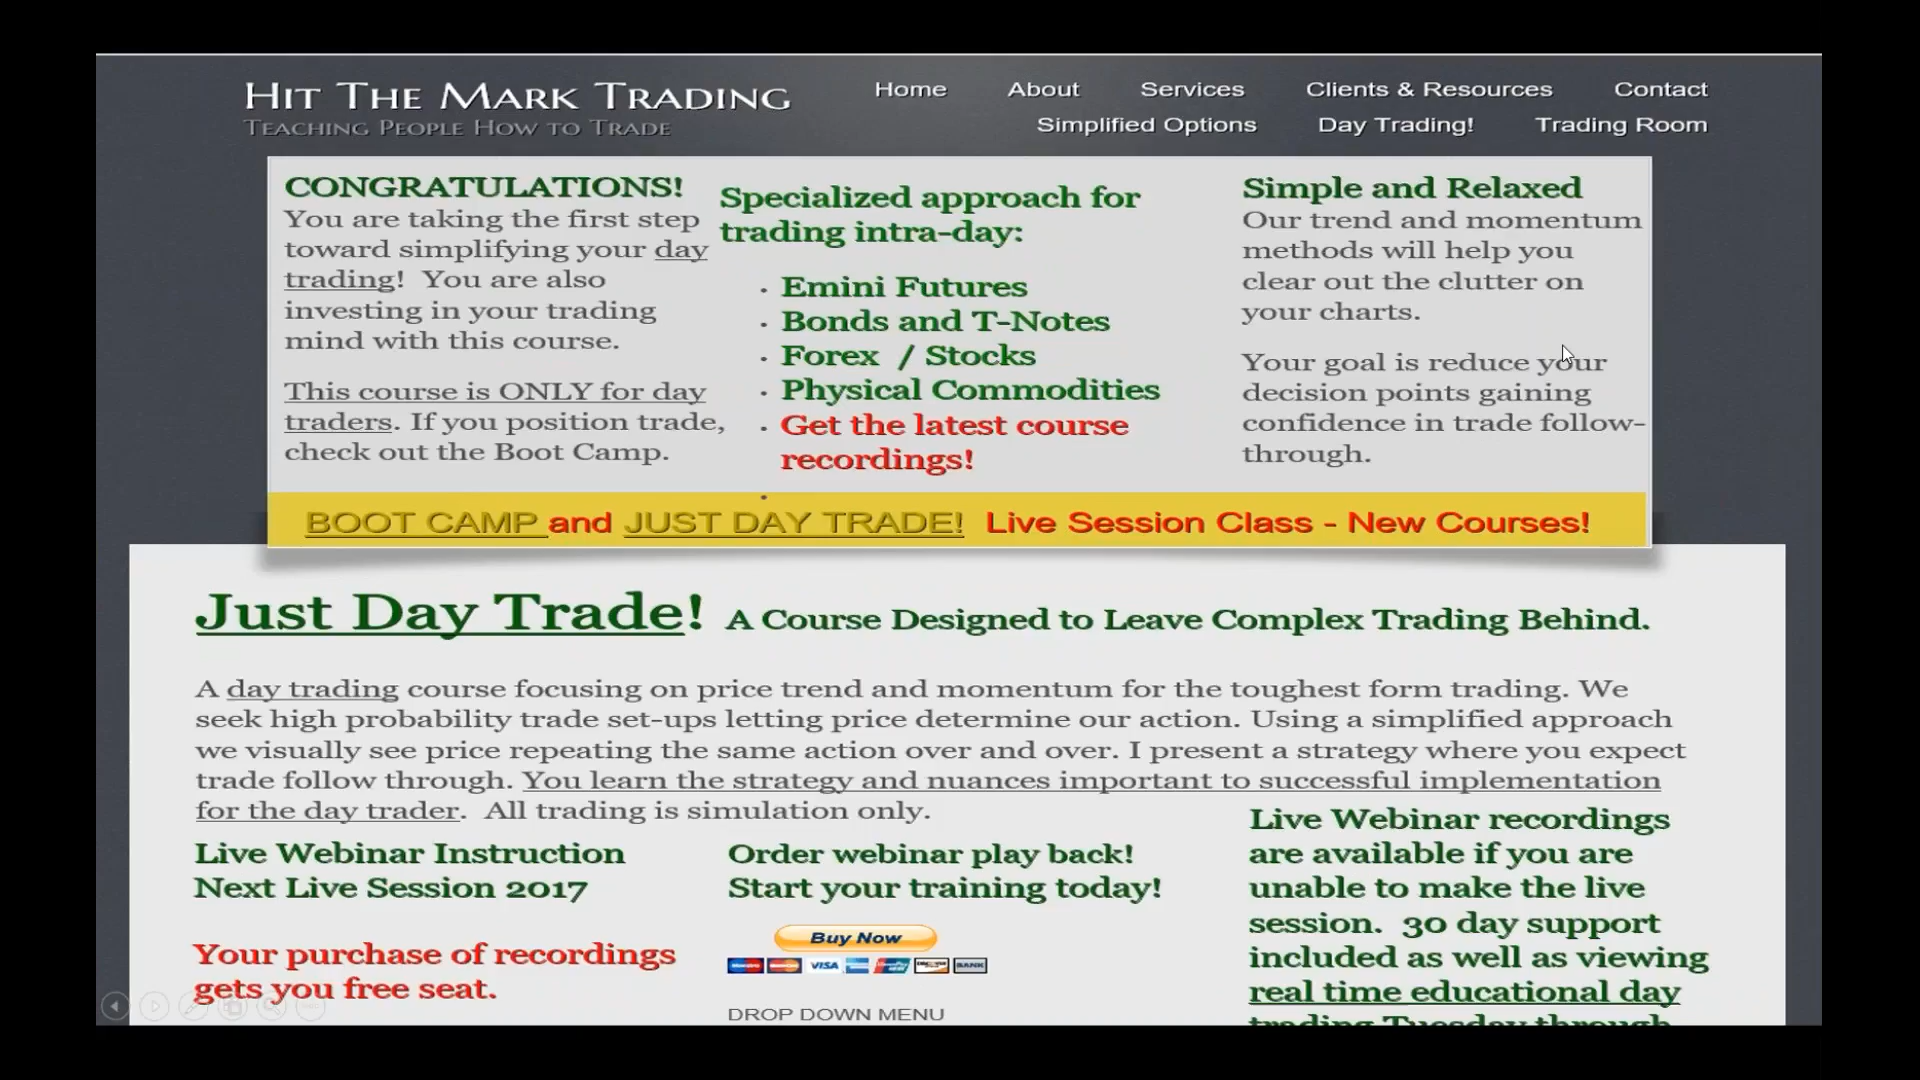 HIT THE MARK TRADING
TEACHING PEOPLE HOW TO TRADE
Home About Services Clients & Resources Contact
Simplified Options Day Trading! Trading Room
CONGRATULATIONS!
You are taking the first step
toward simplifying your day
trading! You are also
investing in your trading
mind with this course.
This course is ONLY for day
traders. If you position trade,
check out the Boot Camp.
Specialized approach for
trading intra-day:
• Emini Futures
• Bonds and T-Notes
• Forex / Stocks
• Physical Commodities
• Get the latest course
recordings!
•
Simple and Relaxed
Our trend and momentum
methods will help you
clear out the clutter on
your charts.
Your goal is reduce your
decision points gaining
confidence in trade follow-
through.
BOOT CAMP and JUST DAY TRADE! Live Session Class - New Courses!
Just Day Trade! A Course Designed to Leave Complex Trading Behind.
A day trading course focusing on price trend and momentum for the toughest form trading. We
seek high probability trade set-ups letting price determine our action. Using a simplified approach
we visually see price repeating the same action over and over. I present a strategy where you expect
trade follow through. You learn the strategy and nuances important to successful implementation
for the day trader. All trading is simulation only.
Live Webinar Instruction
Next Live Session 2017
Your purchase of recordings
gets you free seat.
Order webinar play back!
Start your training today!
Buy Now
VISA
BANK
DROP DOWN MENU
Live Webinar recordings
are available if you are
unable to make the live
session. 30 day support
included as well as viewing
real time educational day
trading Tuesday through